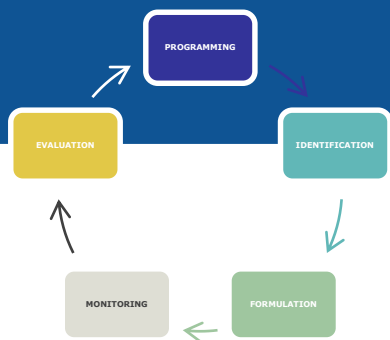 PROGRAMMING
EVALUATION
IDENTIFICATION
MONITORING
FORMULATION